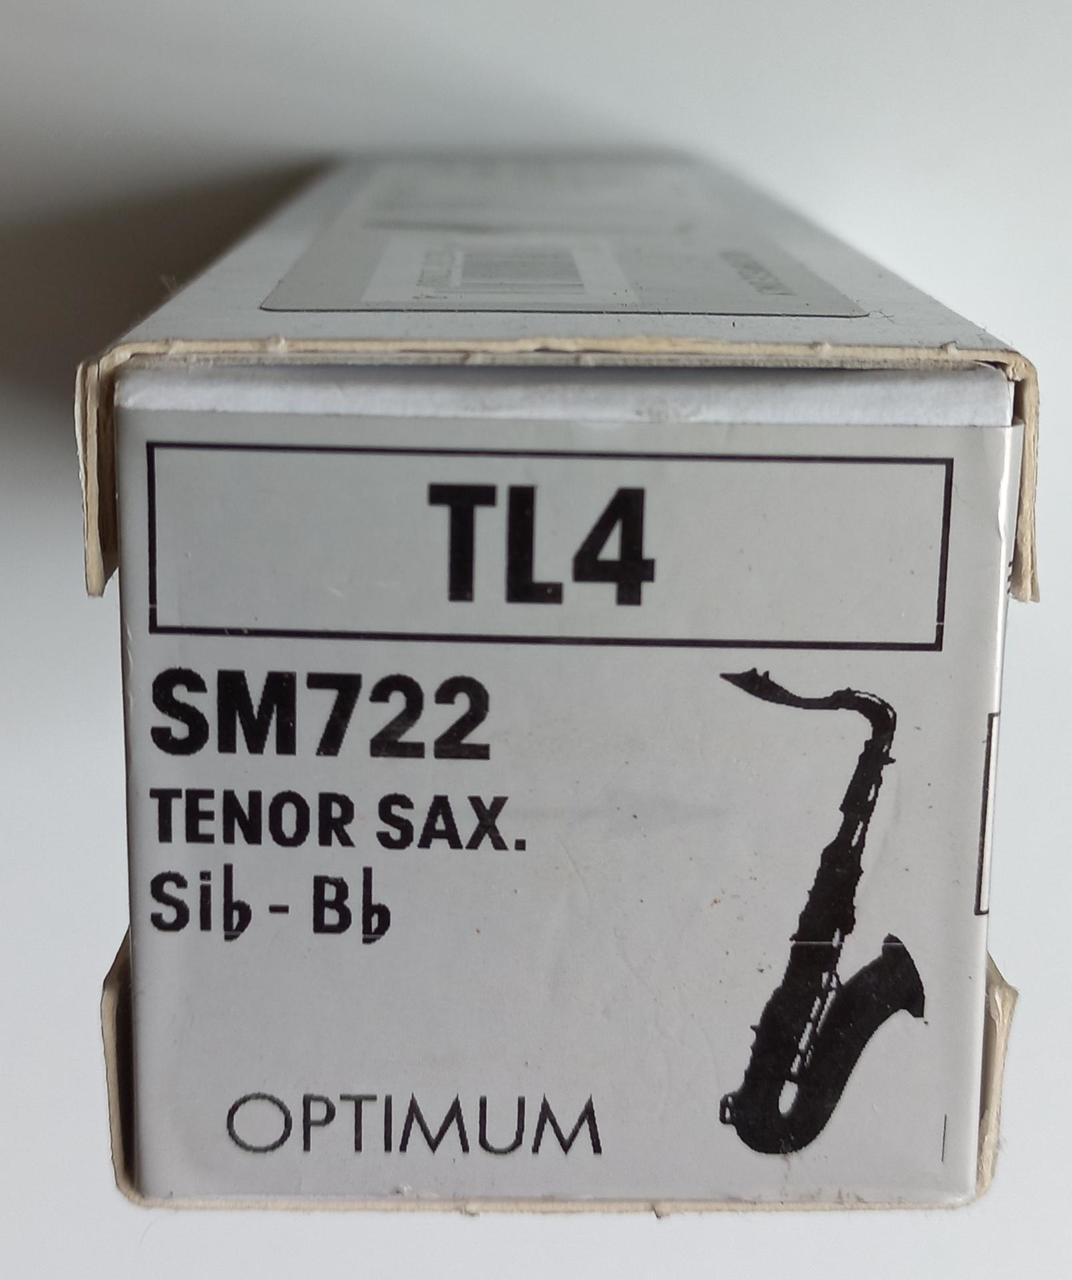 TL4
SM722
TENOR SAX.
Si♭ - B♭
OPTIMUM